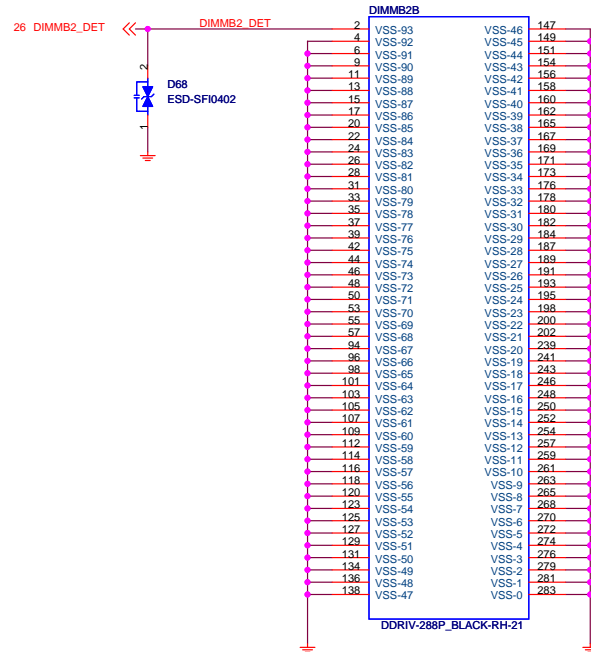 DIMMB2B
26 DIMMB2_DET DIMMB2_DET 2 VSS-93 VSS-46 147
4 VSS-92 VSS-45 149
6 VSS-91 VSS-44 151
9 VSS-90 VSS-43 154
11 VSS-89 VSS-42 156
13 VSS-88 VSS-41 158
15 VSS-87 VSS-40 160
17 VSS-86 VSS-39 162
20 VSS-85 VSS-38 165
22 VSS-84 VSS-37 167
24 VSS-83 VSS-36 169
26 VSS-82 VSS-35 171
28 VSS-81 VSS-34 173
31 VSS-80 VSS-33 176
33 VSS-79 VSS-32 178
35 VSS-78 VSS-31 180
37 VSS-77 VSS-30 182
39 VSS-76 VSS-29 184
42 VSS-75 VSS-28 187
44 VSS-74 VSS-27 189
46 VSS-73 VSS-26 191
48 VSS-72 VSS-25 193
50 VSS-71 VSS-24 195
53 VSS-70 VSS-23 198
55 VSS-69 VSS-22 200
57 VSS-68 VSS-21 202
94 VSS-67 VSS-20 239
96 VSS-66 VSS-19 241
98 VSS-65 VSS-18 243
101 VSS-64 VSS-17 246
103 VSS-63 VSS-16 248
105 VSS-62 VSS-15 250
107 VSS-61 VSS-14 252
109 VSS-60 VSS-13 254
112 VSS-59 VSS-12 257
114 VSS-58 VSS-11 259
116 VSS-57 VSS-10 261
118 VSS-56 VSS-9 263
120 VSS-55 VSS-8 265
123 VSS-54 VSS-7 268
125 VSS-53 VSS-6 270
127 VSS-52 VSS-5 272
129 VSS-51 VSS-4 274
131 VSS-50 VSS-3 276
134 VSS-49 VSS-2 279
136 VSS-48 VSS-1 281
138 VSS-47 VSS-0 283
DDRIV-288P_BLACK-RH-21
2
D68
ESD-SFI0402
1